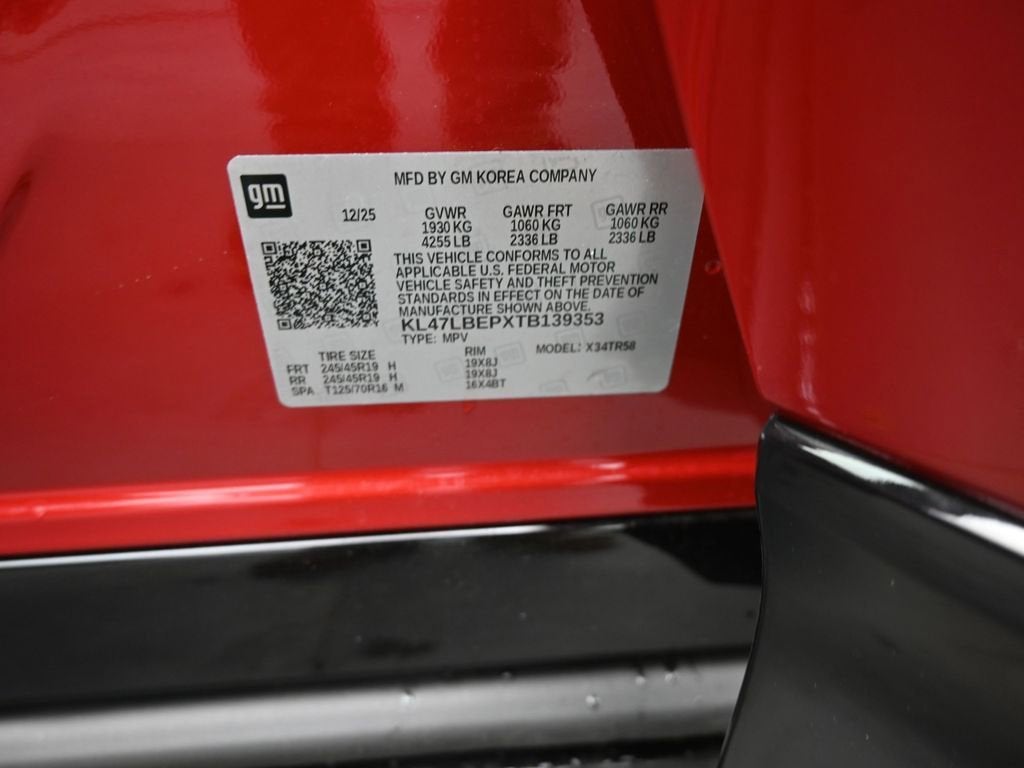 gm
MFD BY GM KOREA COMPANY
12/25 GVWR GAWR FRT GAWR RR
1930 KG 1060 KG 1060 KG
4255 LB 2336 LB 2336 LB
THIS VEHICLE CONFORMS TO ALL
APPLICABLE U.S. FEDERAL MOTOR
VEHICLE SAFETY AND THEFT PREVENTION
STANDARDS IN EFFECT ON THE DATE OF
MANUFACTURE SHOWN ABOVE.
KL47LBEPXTB139353
TYPE: MPV
TIRE SIZE RIM MODEL: X34TR58
FRT 245/45R19 H 19X8J
RR 245/45R19 H 19X8J
SPA T125/70R16 M 16X4BT